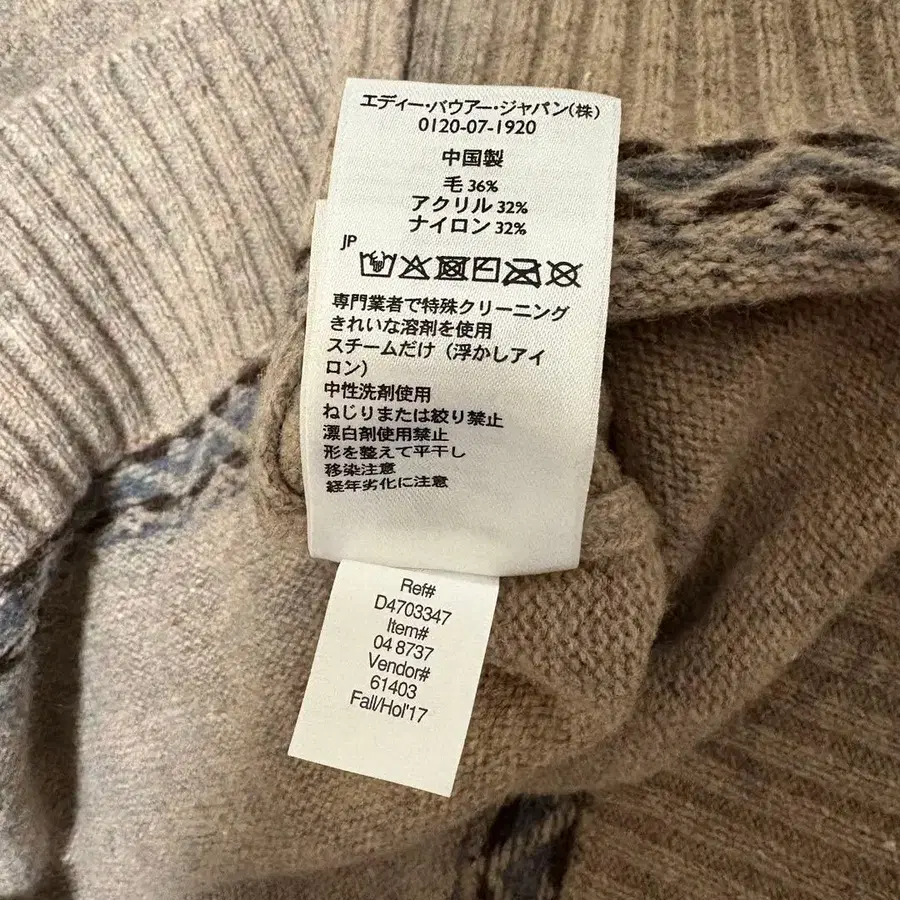 エディー・バウアー・ジャパン(株)
0120-07-1920
中国製
毛 36%
アクリル 32%
ナイロン 32%
JP
専門業者で特殊クリーニング
きれいな溶剤を使用
スチームだけ（浮かしアイ
ロン）
中性洗剤使用
ねじりまたは絞り禁止
漂白剤使用禁止
形を整えて平干し
移染注意
経年劣化に注意
Ref#
D4703347
Item#
04 8737
Vendor#
61403
Fall/Hol'17